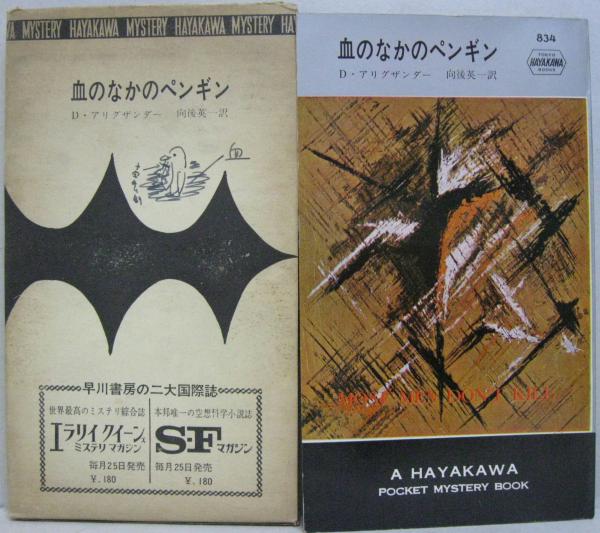 MYSTERY HAYAKAWA MYSTERY HAYAKAWA MYSTERY HAYA
血のなかのペンギン
D・アリグザンダー 向後英一訳
血
早川書房の二大国際誌
世界最高のミステリ綜合誌
エラリイクイーンズ
ミステリマガジン
毎月25日発売
¥. 180
本邦唯一の空想科学小説誌
S-Fマガジン
毎月25日発売
¥. 180
834
血のなかのペンギン
D・アリグザンダー 向後英一訳
TOKYO
HAYAKAWA
BOOKS
MOST MEN DON'T KILL
A HAYAKAWA
POCKET MYSTERY BOOK